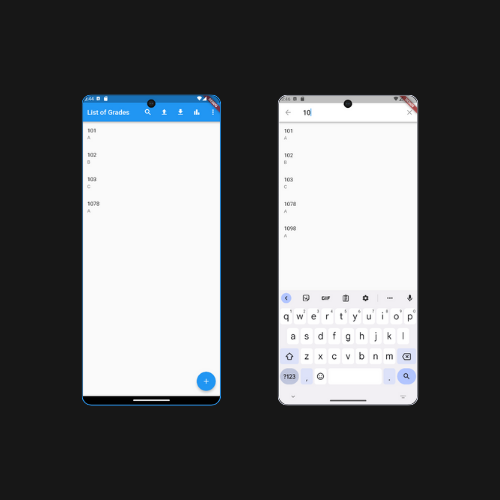 List of Grades
101
A
102
B
103
C
1078
A
+
10
101
A
102
B
103
C
1078
A
1098
A
GIF
q w e r t y u i o p
a s d f g h j k l
z x c v b n m
?123 , .